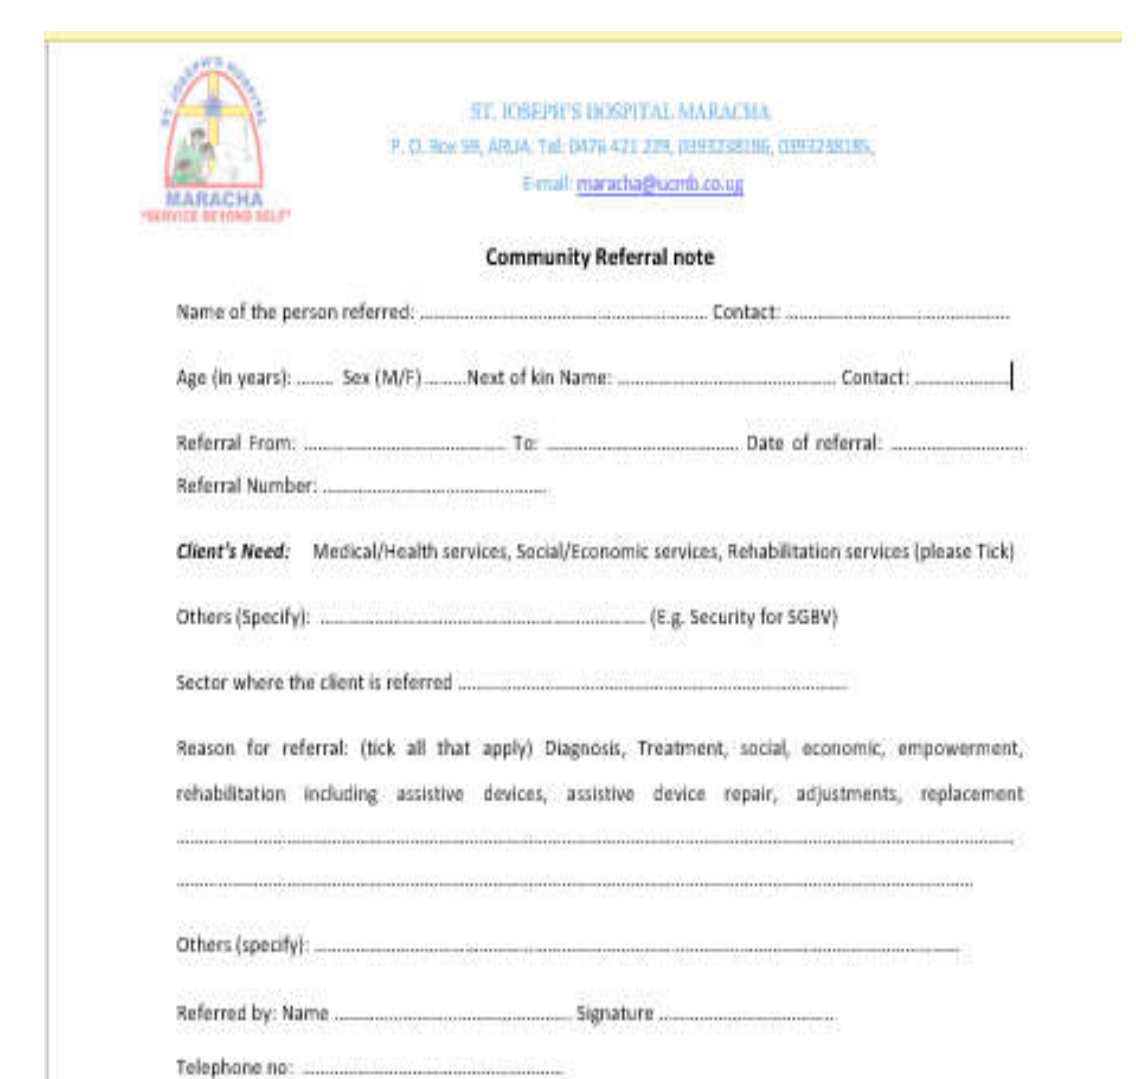 ST. JOSEPH'S HOSPITAL
MARACHA
"SERVICE BEYOND SELF"
ST. JOSEPH'S HOSPITAL MARACHA
P. O. Box 59, ARUA. Tel: 0476 421 229, 0393238186, 0393238185,
E-mail: maracha@ucmb.co.ug
Community Referral note
Name of the person referred: ........................................................ Contact: ............................................
Age (in years): ........ Sex (M/F) ........Next of kin Name: ........................................... Contact: ...................
Referral From: ........................................ To: ...................................... Date of referral: ..........................
Referral Number: ............................................
Client's Need: Medical/Health services, Social/Economic services, Rehabilitation services (please Tick)
Others (Specify): ................................................................ (E.g. Security for SGBV)
Sector where the client is referred .............................................................................
Reason for referral: (tick all that apply) Diagnosis, Treatment, social, economic, empowerment,
rehabilitation including assistive devices, assistive device repair, adjustments, replacement
......................................................................................................................................................................
..............................................................................................................................................................
Others (specify): ...............................................................................................................................
Referred by: Name ............................................... Signature ..................................
Telephone no: ...................................................